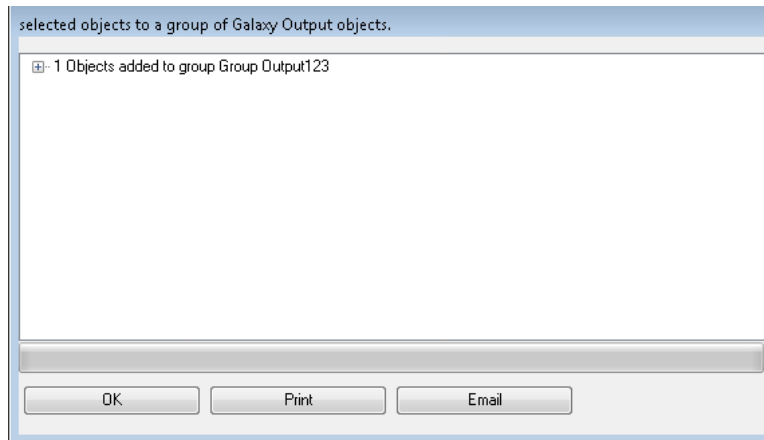 selected objects to a group of Galaxy Output objects.
1 Objects added to group Group Output123
OK Print Email